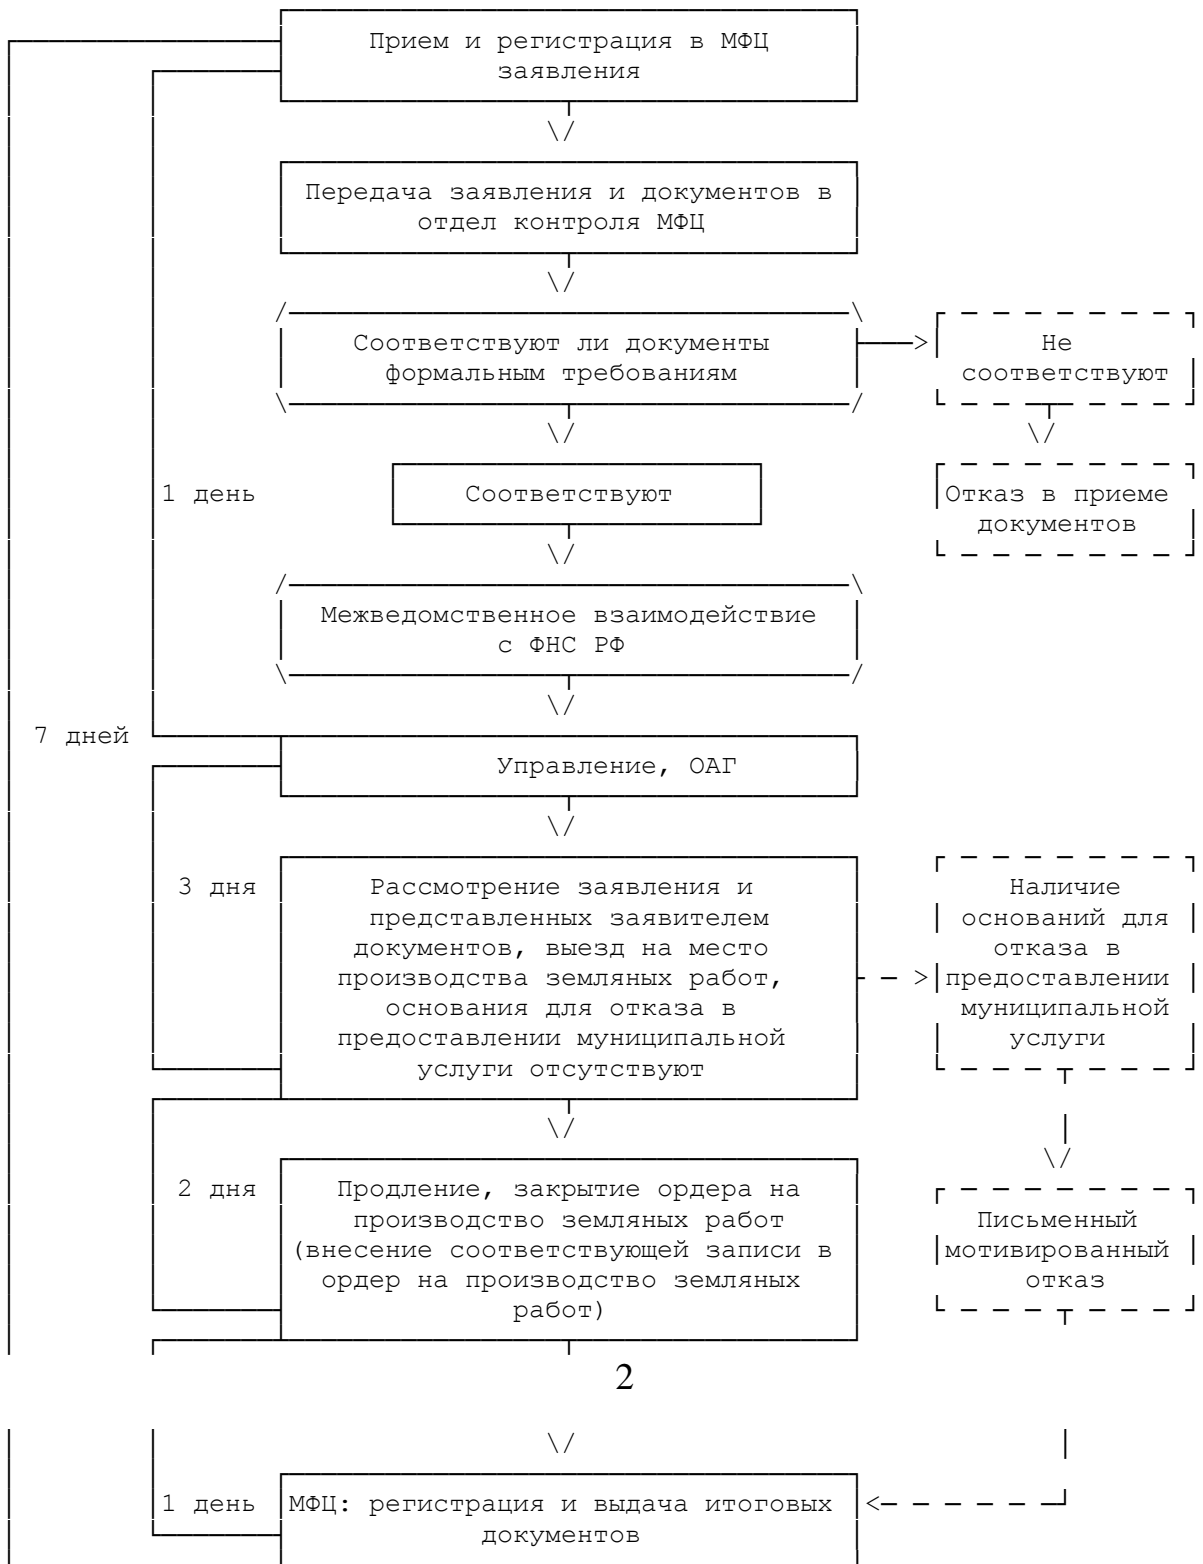 Прием и регистрация в МФЦ
заявления
Передача заявления и документов в
отдел контроля МФЦ
Соответствуют ли документы
формальным требованиям
Не
соответствуют
1 день
Соответствуют
Отказ в приеме
документов
Межведомственное взаимодействие
с ФНС РФ
7 дней
Управление, ОАГ
3 дня
Рассмотрение заявления и
представленных заявителем
документов, выезд на место
производства земляных работ,
основания для отказа в
предоставлении муниципальной
услуги отсутствуют
Наличие
оснований для
отказа в
предоставлении
муниципальной
услуги
2 дня
Продление, закрытие ордера на
производство земляных работ
(внесение соответствующей записи в
ордер на производство земляных
работ)
Письменный
мотивированный
отказ
2
1 день
МФЦ: регистрация и выдача итоговых
документов